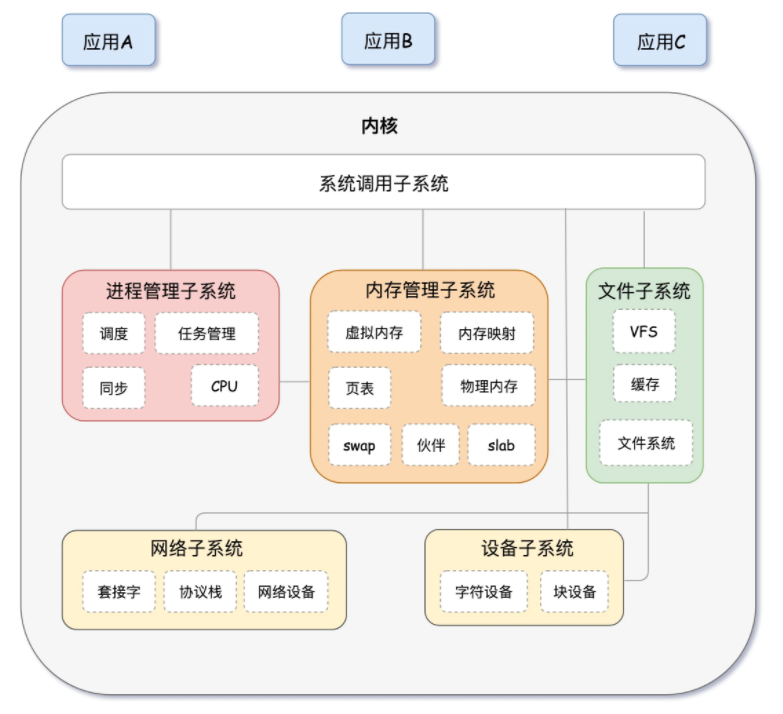 应用A
应用B
应用C
内核
系统调用子系统
进程管理子系统
调度
任务管理
同步
CPU
内存管理子系统
虚拟内存
内存映射
页表
物理内存
swap
伙伴
slab
文件子系统
VFS
缓存
文件系统
网络子系统
套接字
协议栈
网络设备
设备子系统
字符设备
块设备